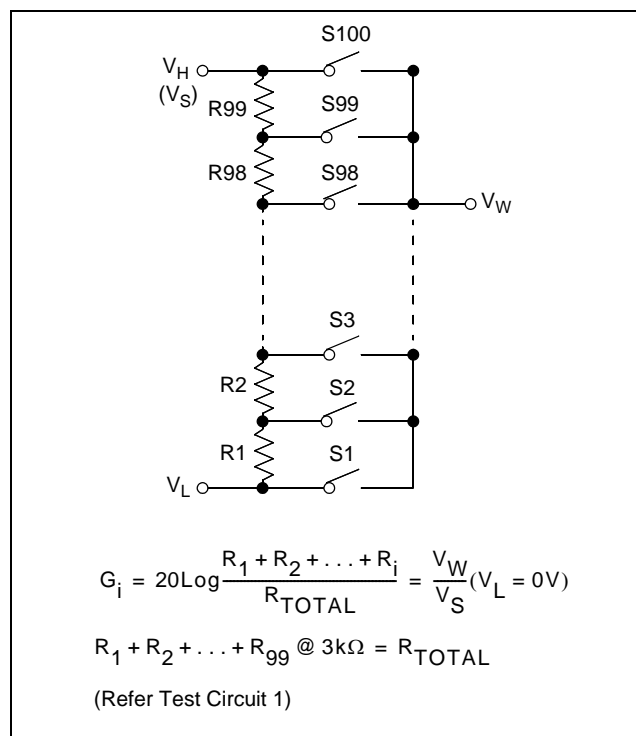 S100
V_H
(V_S)
R99
S99
R98
S98
V_W
S3
R2
S2
R1
S1
V_L
G_i = 20Log (R_1 + R_2 + . . . + R_i)/R_TOTAL = V_W/V_S (V_L = 0V)
R_1 + R_2 + . . . + R_99 @ 3kΩ = R_TOTAL
(Refer Test Circuit 1)